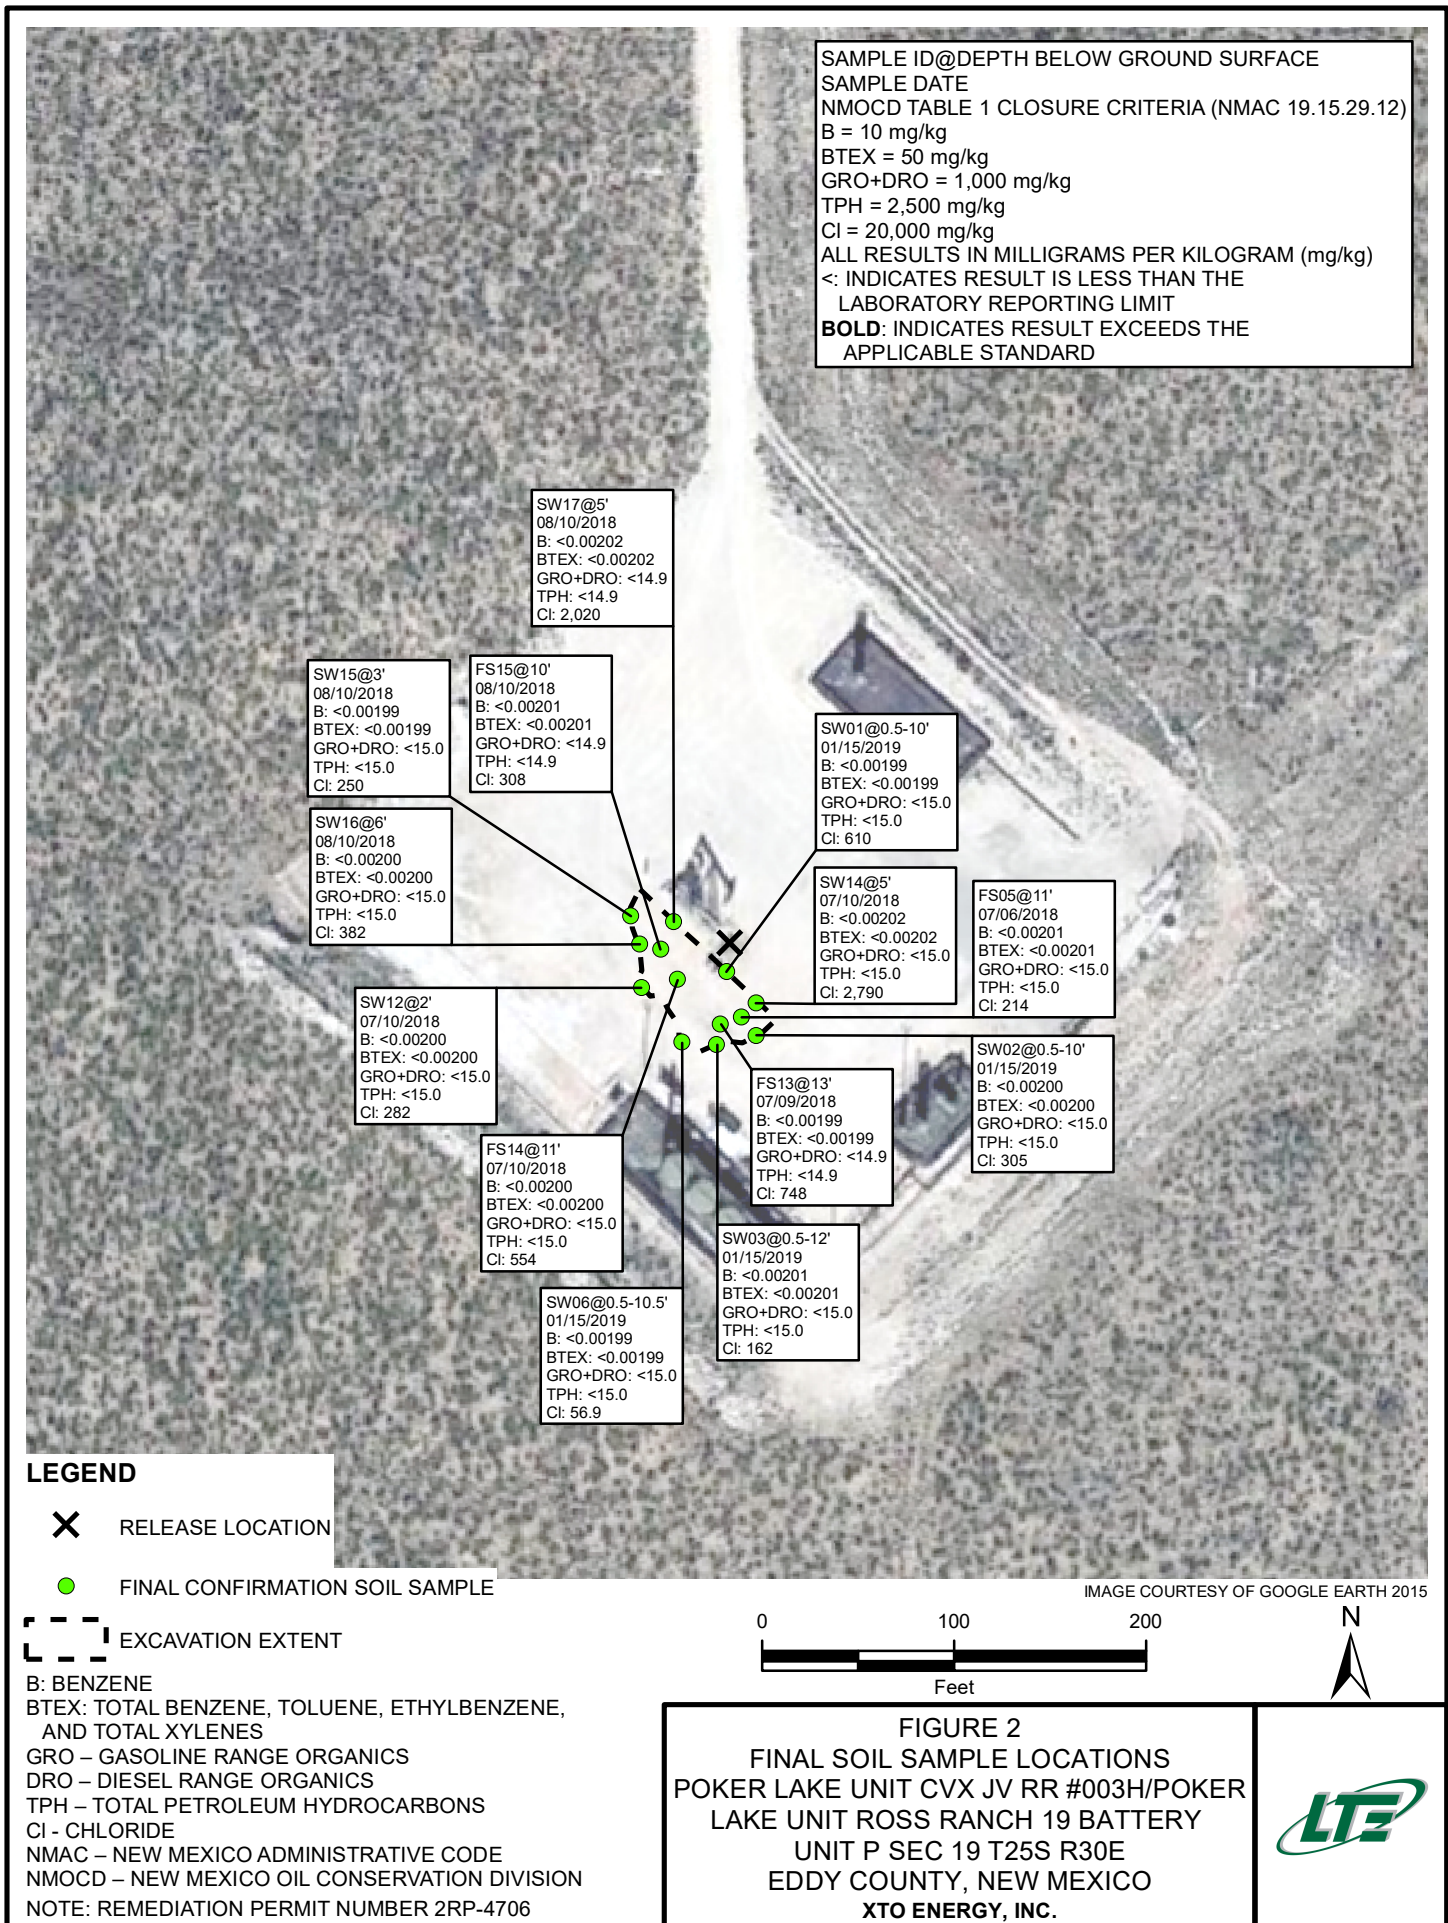 SAMPLE ID@DEPTH BELOW GROUND SURFACE
SAMPLE DATE
NMOCD TABLE 1 CLOSURE CRITERIA (NMAC 19.15.29.12)
B = 10 mg/kg
BTEX = 50 mg/kg
GRO+DRO = 1,000 mg/kg
TPH = 2,500 mg/kg
Cl = 20,000 mg/kg
ALL RESULTS IN MILLIGRAMS PER KILOGRAM (mg/kg)
<: INDICATES RESULT IS LESS THAN THE
LABORATORY REPORTING LIMIT
BOLD: INDICATES RESULT EXCEEDS THE
APPLICABLE STANDARD
SW17@5'
08/10/2018
B: <0.00202
BTEX: <0.00202
GRO+DRO: <14.9
TPH: <14.9
Cl: 2,020
SW15@3'
08/10/2018
B: <0.00199
BTEX: <0.00199
GRO+DRO: <15.0
TPH: <15.0
Cl: 250
FS15@10'
08/10/2018
B: <0.00201
BTEX: <0.00201
GRO+DRO: <14.9
TPH: <14.9
Cl: 308
SW01@0.5-10'
01/15/2019
B: <0.00199
BTEX: <0.00199
GRO+DRO: <15.0
TPH: <15.0
Cl: 610
SW16@6'
08/10/2018
B: <0.00200
BTEX: <0.00200
GRO+DRO: <15.0
TPH: <15.0
Cl: 382
SW14@5'
07/10/2018
B: <0.00202
BTEX: <0.00202
GRO+DRO: <15.0
TPH: <15.0
Cl: 2,790
FS05@11'
07/06/2018
B: <0.00201
BTEX: <0.00201
GRO+DRO: <15.0
TPH: <15.0
Cl: 214
SW12@2'
07/10/2018
B: <0.00200
BTEX: <0.00200
GRO+DRO: <15.0
TPH: <15.0
Cl: 282
SW02@0.5-10'
01/15/2019
B: <0.00200
BTEX: <0.00200
GRO+DRO: <15.0
TPH: <15.0
Cl: 305
FS13@13'
07/09/2018
B: <0.00199
BTEX: <0.00199
GRO+DRO: <14.9
TPH: <14.9
Cl: 748
FS14@11'
07/10/2018
B: <0.00200
BTEX: <0.00200
GRO+DRO: <15.0
TPH: <15.0
Cl: 554
SW03@0.5-12'
01/15/2019
B: <0.00201
BTEX: <0.00201
GRO+DRO: <15.0
TPH: <15.0
Cl: 162
SW06@0.5-10.5'
01/15/2019
B: <0.00199
BTEX: <0.00199
GRO+DRO: <15.0
TPH: <15.0
Cl: 56.9
LEGEND
RELEASE LOCATION
FINAL CONFIRMATION SOIL SAMPLE
EXCAVATION EXTENT
B: BENZENE
BTEX: TOTAL BENZENE, TOLUENE, ETHYLBENZENE,
AND TOTAL XYLENES
GRO – GASOLINE RANGE ORGANICS
DRO – DIESEL RANGE ORGANICS
TPH – TOTAL PETROLEUM HYDROCARBONS
Cl - CHLORIDE
NMAC – NEW MEXICO ADMINISTRATIVE CODE
NMOCD – NEW MEXICO OIL CONSERVATION DIVISION
NOTE: REMEDIATION PERMIT NUMBER 2RP-4706
IMAGE COURTESY OF GOOGLE EARTH 2015
0 100 200
Feet
N
FIGURE 2
FINAL SOIL SAMPLE LOCATIONS
POKER LAKE UNIT CVX JV RR #003H/POKER
LAKE UNIT ROSS RANCH 19 BATTERY
UNIT P SEC 19 T25S R30E
EDDY COUNTY, NEW MEXICO
XTO ENERGY, INC.
LTE